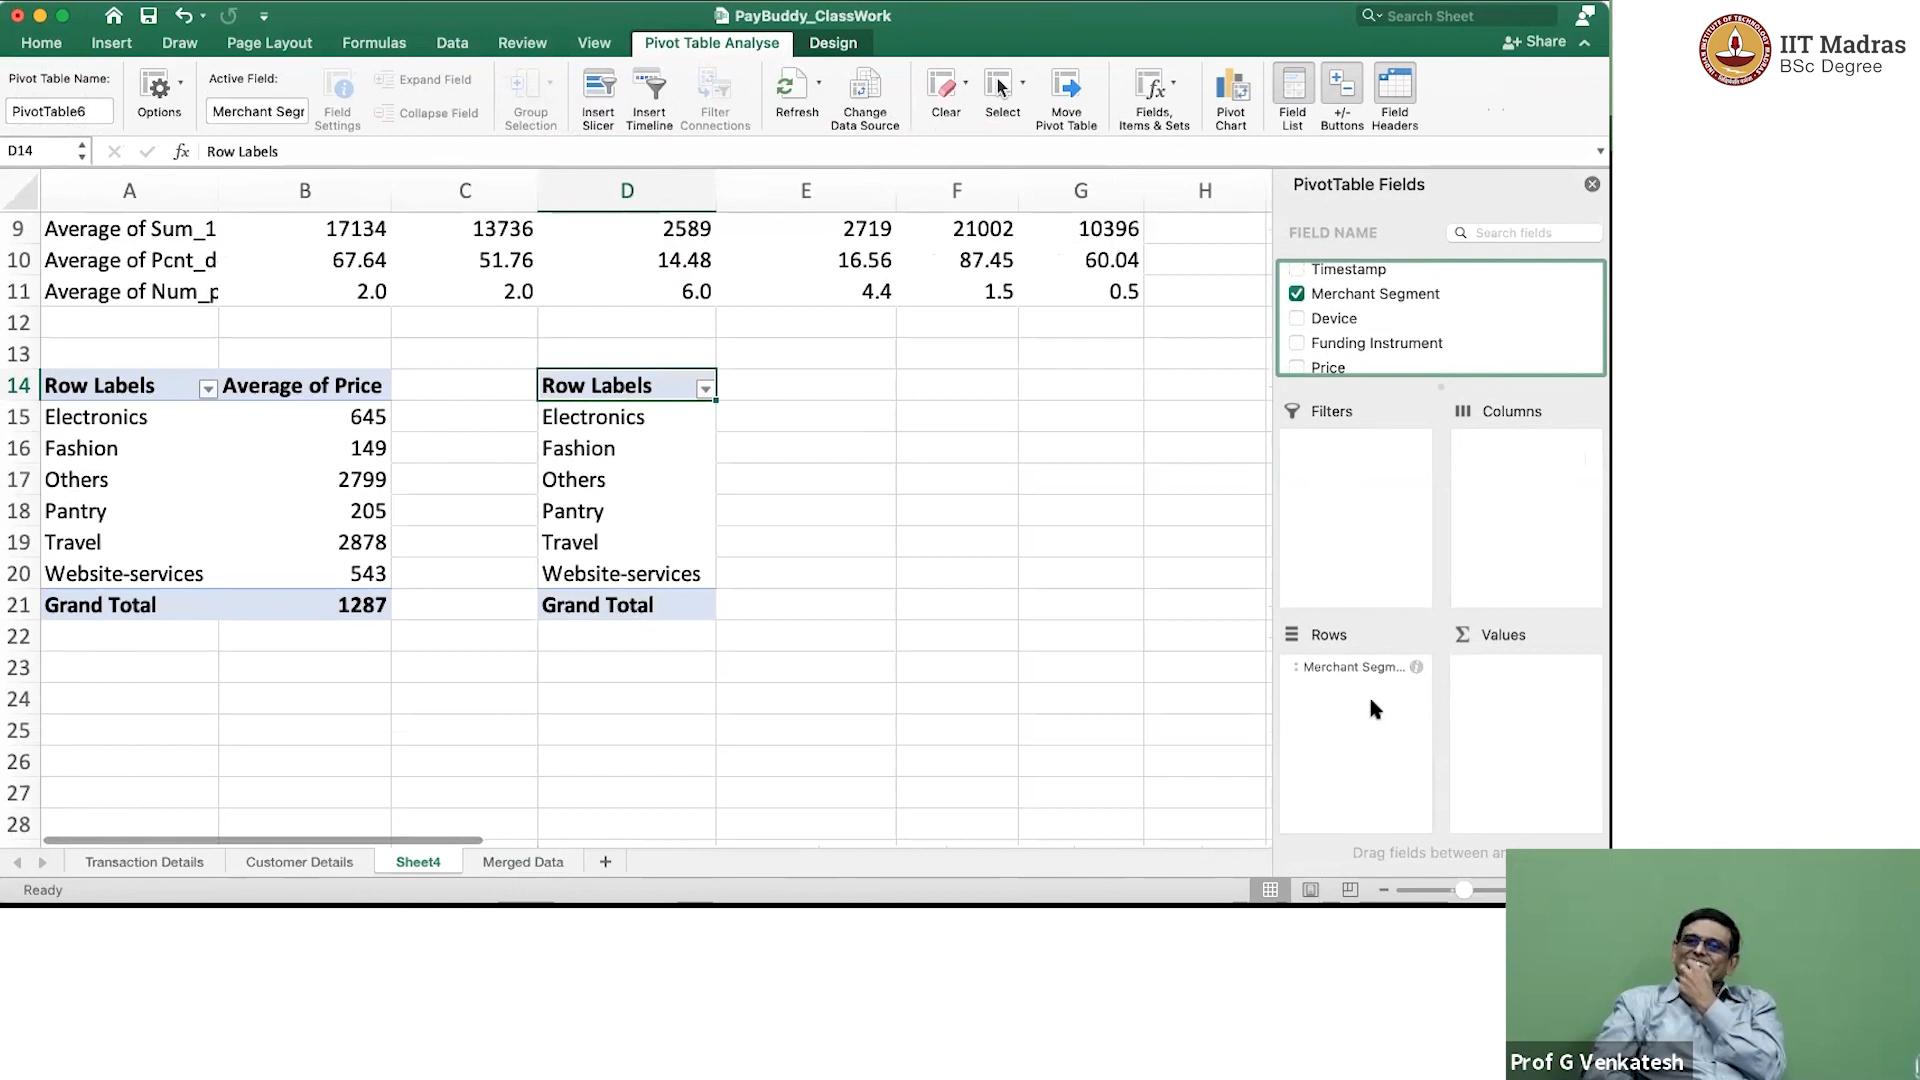 PayBuddy_ClassWork
Search Sheet
Home Insert Draw Page Layout Formulas Data Review View Pivot Table Analyse Design
Share
IIT Madras
BSc Degree
Pivot Table Name:
PivotTable6
Options
Active Field:
Merchant Segr
Field Settings
Expand Field
Collapse Field
Group Selection
Insert Slicer
Insert Timeline
Filter Connections
Refresh
Change Data Source
Clear
Select
Move Pivot Table
Fields, Items & Sets
Pivot Chart
Field List
+/- Buttons
Field Headers
D14 fx Row Labels
A B C D E F G H
9 Average of Sum_1 17134 13736 2589 2719 21002 10396
10 Average of Pcnt_d 67.64 51.76 14.48 16.56 87.45 60.04
11 Average of Num_p 2.0 2.0 6.0 4.4 1.5 0.5
12
13
14 Row Labels Average of Price Row Labels
15 Electronics 645 Electronics
16 Fashion 149 Fashion
17 Others 2799 Others
18 Pantry 205 Pantry
19 Travel 2878 Travel
20 Website-services 543 Website-services
21 Grand Total 1287 Grand Total
22
23
24
25
26
27
28
PivotTable Fields
FIELD NAME
Search fields
Timestamp
Merchant Segment
Device
Funding Instrument
Price
Filters
Columns
Rows
Values
Merchant Segm...
Drag fields between ar
Transaction Details Customer Details Sheet4 Merged Data +
Ready
Prof G Venkatesh